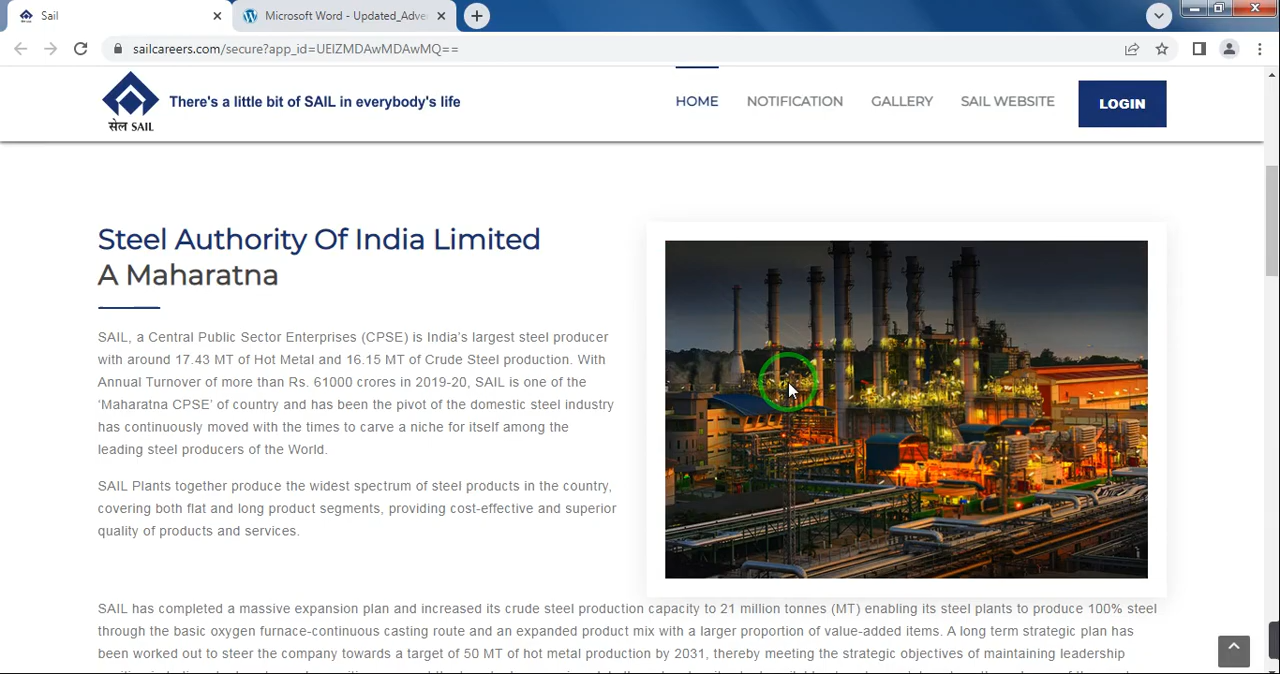 Sail
Microsoft Word - Updated_Adve
sailcareers.com/secure?app_id=UEIZMDAwMDAwMQ==
सेल SAIL
There's a little bit of SAIL in everybody's life
HOME
NOTIFICATION
GALLERY
SAIL WEBSITE
LOGIN
Steel Authority Of India Limited
A Maharatna
SAIL, a Central Public Sector Enterprises (CPSE) is India's largest steel producer
with around 17.43 MT of Hot Metal and 16.15 MT of Crude Steel production. With
Annual Turnover of more than Rs. 61000 crores in 2019-20, SAIL is one of the
'Maharatna CPSE' of country and has been the pivot of the domestic steel industry
has continuously moved with the times to carve a niche for itself among the
leading steel producers of the World.
SAIL Plants together produce the widest spectrum of steel products in the country,
covering both flat and long product segments, providing cost-effective and superior
quality of products and services.
SAIL has completed a massive expansion plan and increased its crude steel production capacity to 21 million tonnes (MT) enabling its steel plants to produce 100% steel
through the basic oxygen furnace-continuous casting route and an expanded product mix with a larger proportion of value-added items. A long term strategic plan has
been worked out to steer the company towards a target of 50 MT of hot metal production by 2031, thereby meeting the strategic objectives of maintaining leadership